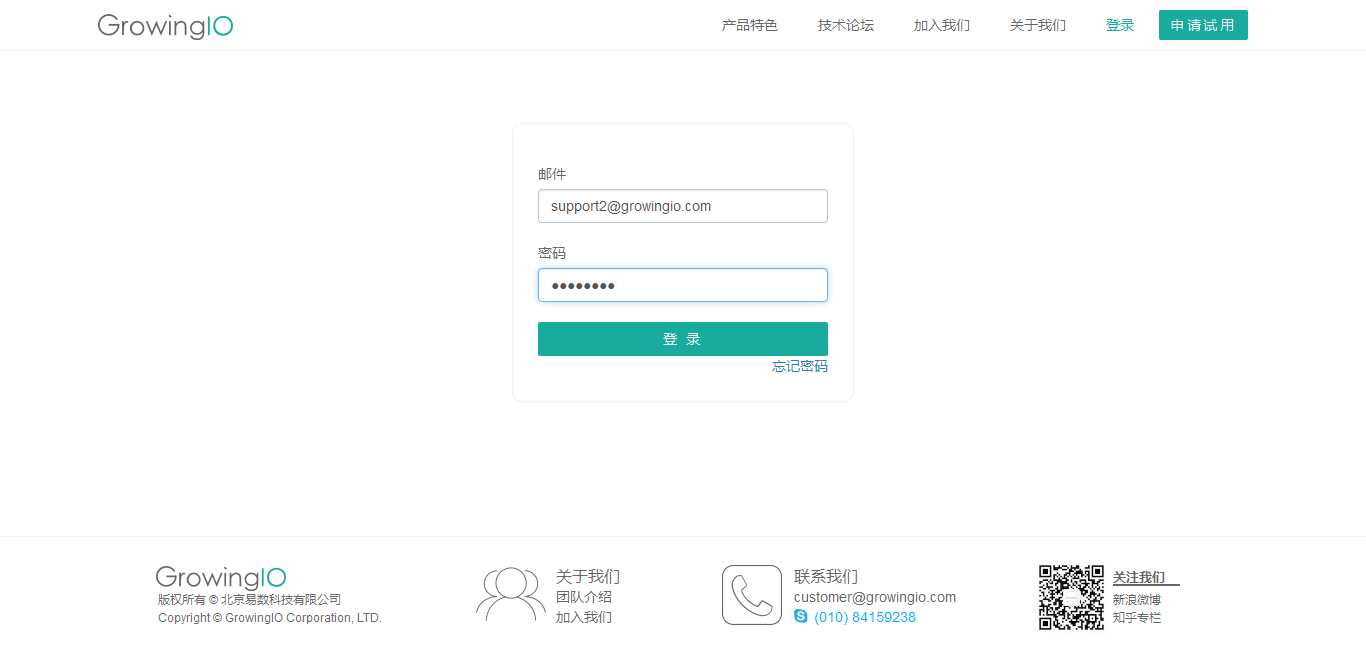 GrowingIO
产品特色
技术论坛
加入我们
关于我们
登录
申请试用
邮件
support2@growingio.com
密码
●●●●●●●●
登 录
忘记密码
GrowingIO
版权所有 © 北京易数科技有限公司
Copyright © GrowingIO Corporation, LTD.
关于我们
团队介绍
加入我们
联系我们
customer@growingio.com
(010) 84159238
关注我们
新浪微博
知乎专栏